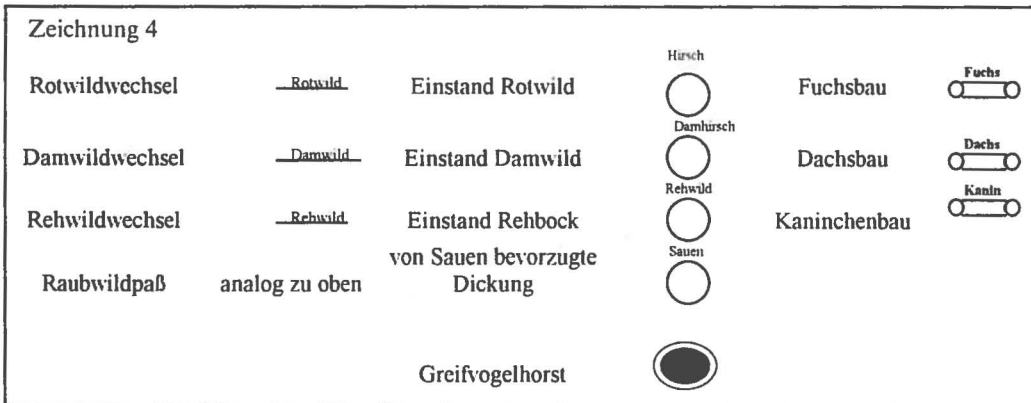 Zeichnung 4
Hirsch
Rotwildwechsel Rotwild Einstand Rotwild Fuchsbau Fuchs
Damhirsch
Damwildwechsel Damwild Einstand Damwild Dachsbau Dachs
Rehwild Kanin
Rehwildwechsel Rehwild Einstand Rehbock Kaninchenbau
von Sauen bevorzugte Sauen
Raubwildpaß analog zu oben Dickung
Greifvogelhorst